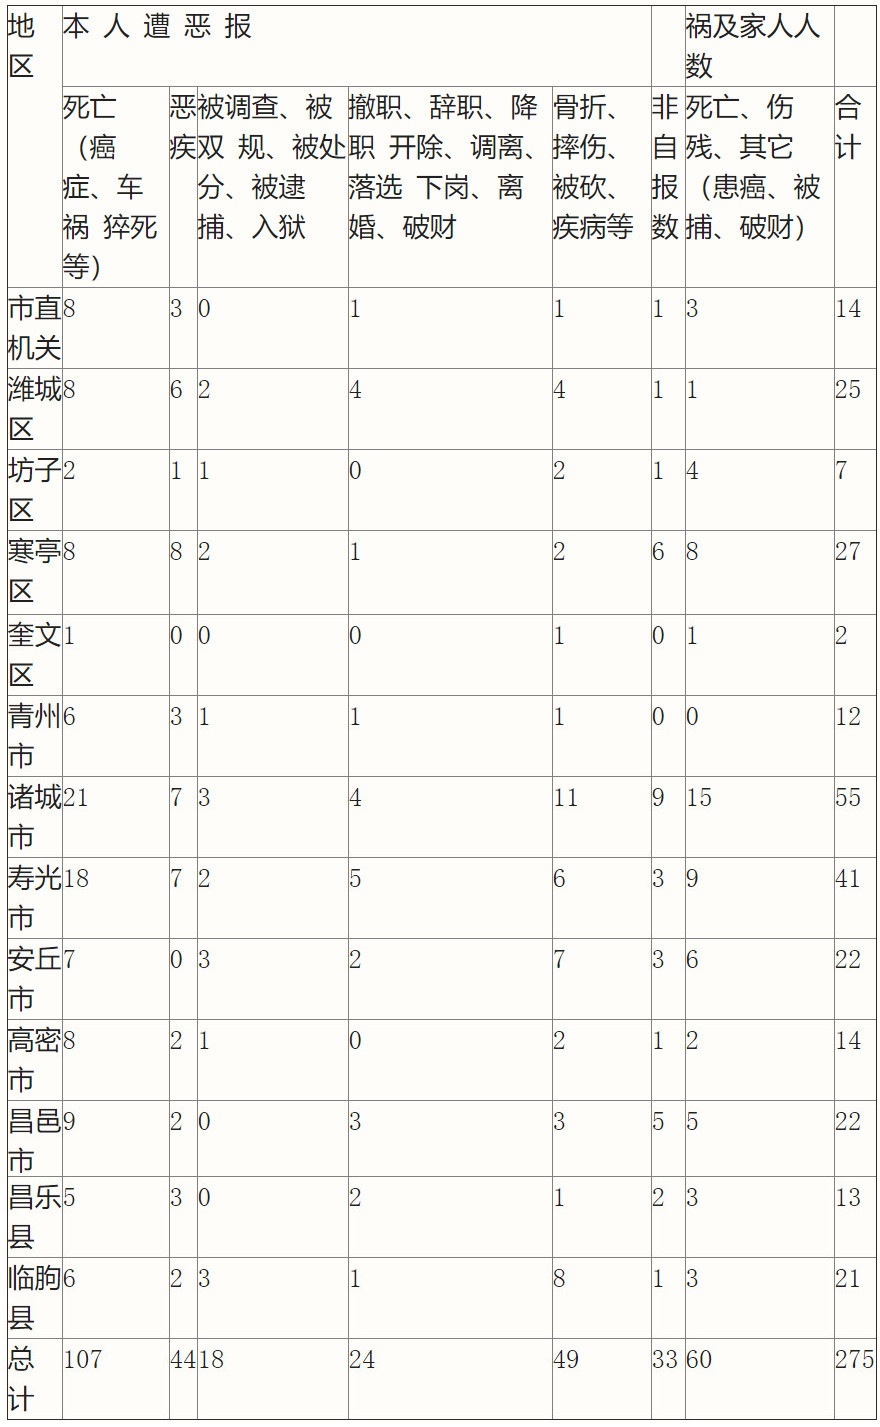 地 本 人 遭 恶 报 祸及家人人
区 数
死亡 恶 被调查、被 撤职、辞职、降 骨折、 非 死亡、伤 合
（癌 疾 双 规、被处 职 开除、调离、 摔伤、 自 残、其它 计
症、车 分、被逮 落选 下岗、离 被砍、 报 （患癌、被
祸 猝死 捕、入狱 婚、破财 疾病等 数 捕、破财）
等）
市直 8 3 0 1 1 1 3 14
机关
潍城 8 6 2 4 4 1 1 25
区
坊子 2 1 1 0 2 1 4 7
区
寒亭 8 8 2 1 2 6 8 27
区
奎文 1 0 0 0 1 0 1 2
区
青州 6 3 1 1 1 0 0 12
市
诸城 21 7 3 4 11 9 15 55
市
寿光 18 7 2 5 6 3 9 41
市
安丘 7 0 3 2 7 3 6 22
市
高密 8 2 1 0 2 1 2 14
市
昌邑 9 2 0 3 3 5 5 22
市
昌乐 5 3 0 2 1 2 3 13
县
临朐 6 2 3 1 8 1 3 21
县
总 107 44 18 24 49 33 60 275
计